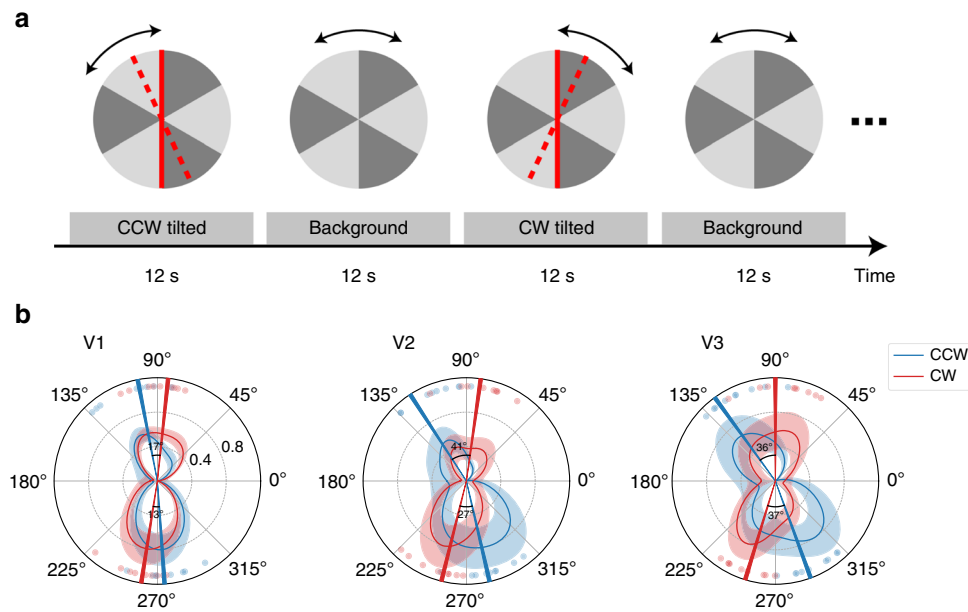 a
CCW tilted Background CW tilted Background
12 s 12 s 12 s 12 s Time
b
V1 V2 V3
CCW
CW
90° 90° 90°
135° 45° 135° 45° 135° 45°
0.8
0.4
17° 41° 36°
180° 0° 180° 0° 180° 0°
13° 27° 37°
225° 315° 225° 315° 225° 315°
270° 270° 270°